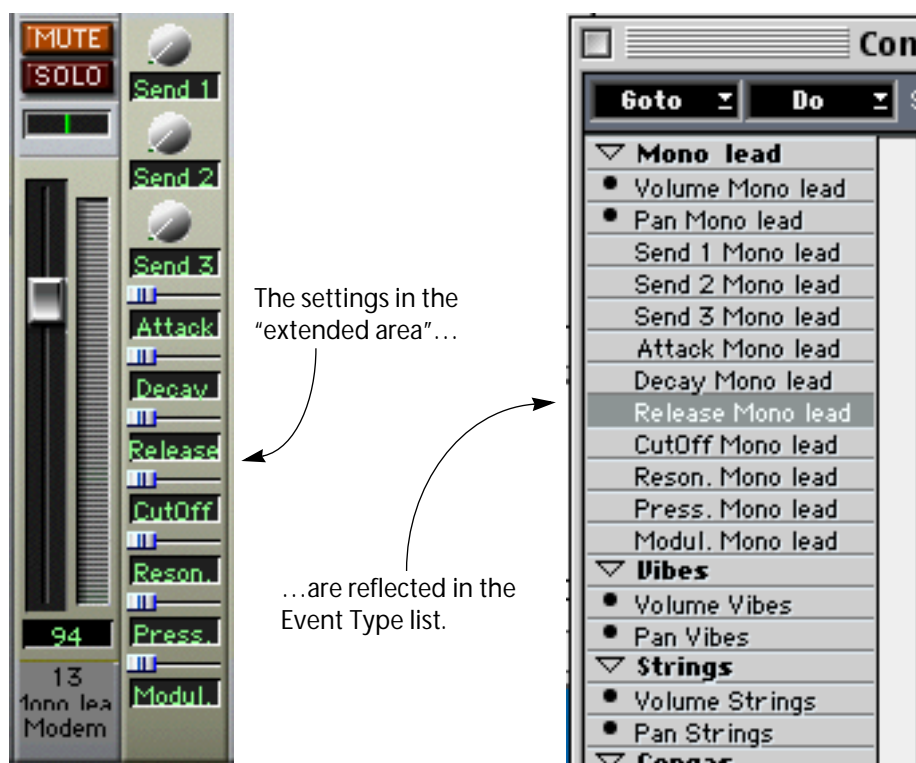 MUTE
SOLO
94
13
Mono lea
Modem
Send 1
Send 2
Send 3
Attack
Decay
Release
CutOff
Reson.
Press.
Modul.
The settings in the
“extended area”…
…are reflected in the
Event Type list.
Con
Goto Do S
Mono lead
Volume Mono lead
Pan Mono lead
Send 1 Mono lead
Send 2 Mono lead
Send 3 Mono lead
Attack Mono lead
Decay Mono lead
Release Mono lead
CutOff Mono lead
Reson. Mono lead
Press. Mono lead
Modul. Mono lead
Vibes
Volume Vibes
Pan Vibes
Strings
Volume Strings
Pan Strings
Congas